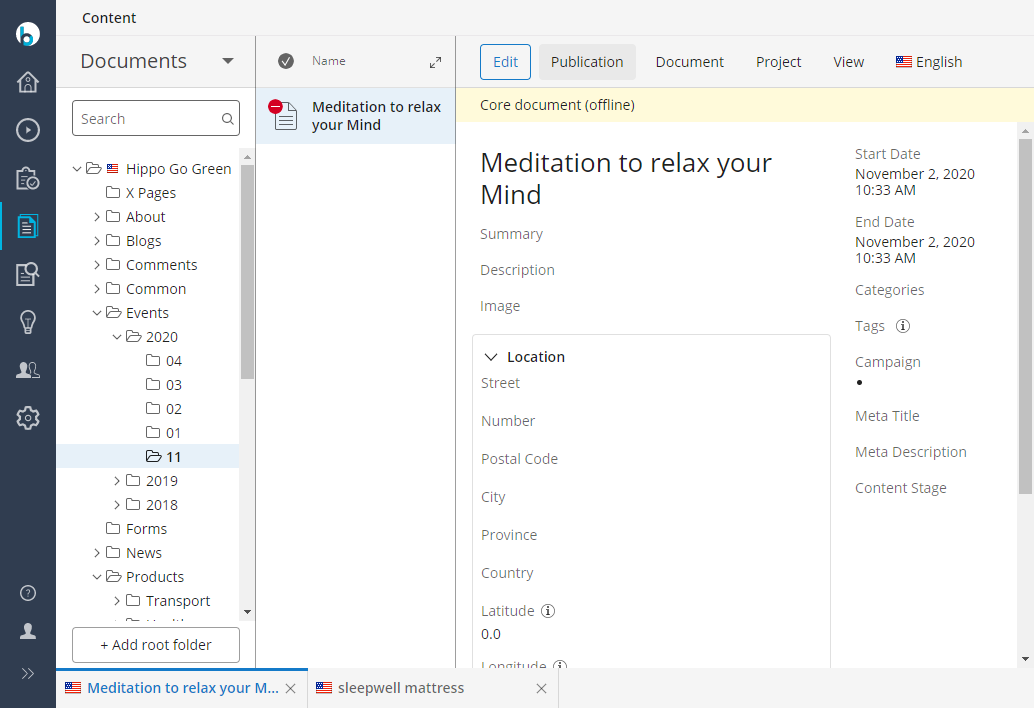 Content
Documents
Search
Hippo Go Green
X Pages
About
Blogs
Comments
Common
Events
2020
04
03
02
01
11
2019
2018
Forms
News
Products
Transport
+ Add root folder
Name
Meditation to relax
your Mind
Edit
Publication
Document
Project
View
English
Core document (offline)
Meditation to relax your
Mind
Summary
Description
Image
Location
Street
Number
Postal Code
City
Province
Country
Latitude
0.0
Longitude
Start Date
November 2, 2020
10:33 AM
End Date
November 2, 2020
10:33 AM
Categories
Tags
Campaign
•
Meta Title
Meta Description
Content Stage
Meditation to relax your M...
sleepwell mattress